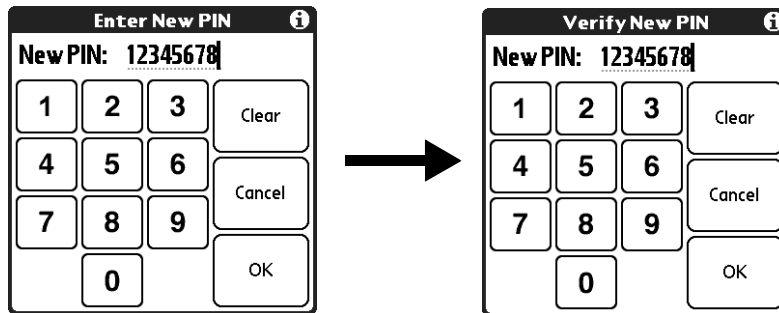 Enter New PIN i
New PIN: 12345678
1 2 3 Clear
4 5 6 Cancel
7 8 9
0 OK
Verify New PIN i
New PIN: 12345678
1 2 3 Clear
4 5 6 Cancel
7 8 9
0 OK